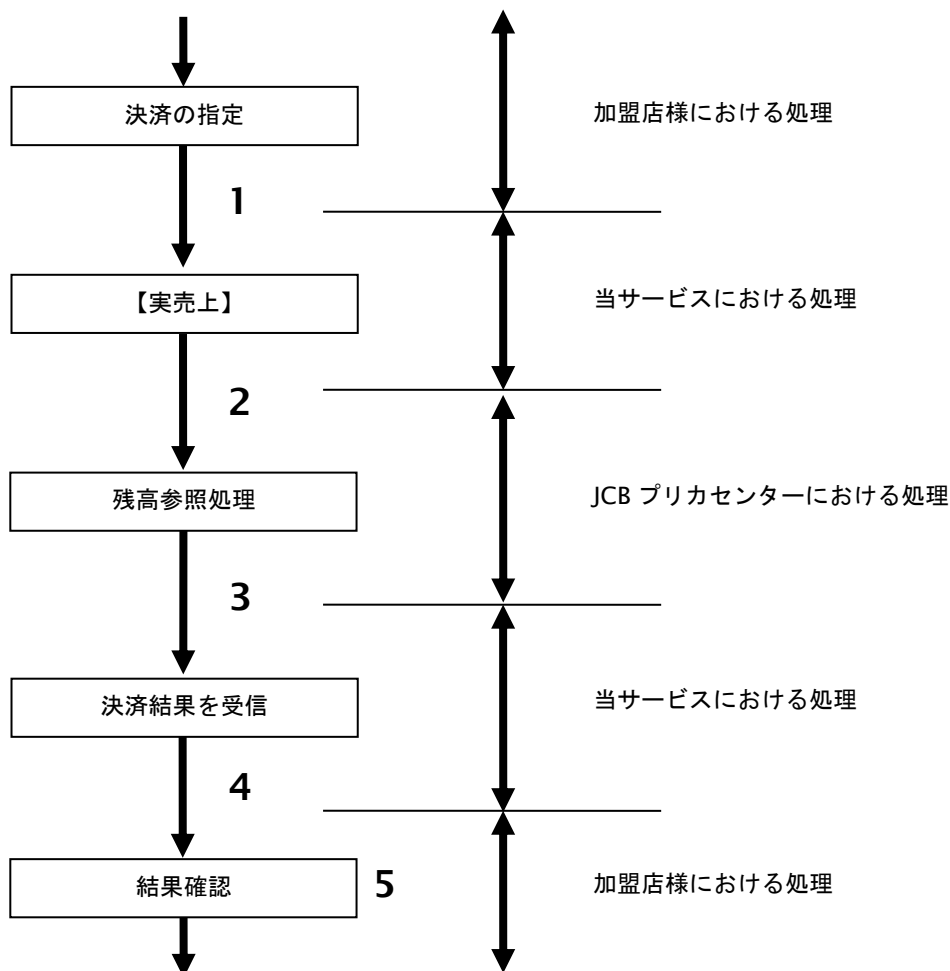 決済の指定
加盟店様における処理
1
【実売上】
当サービスにおける処理
2
残高参照処理
JCB プリカセンターにおける処理
3
決済結果を受信
当サービスにおける処理
4
結果確認
5
加盟店様における処理